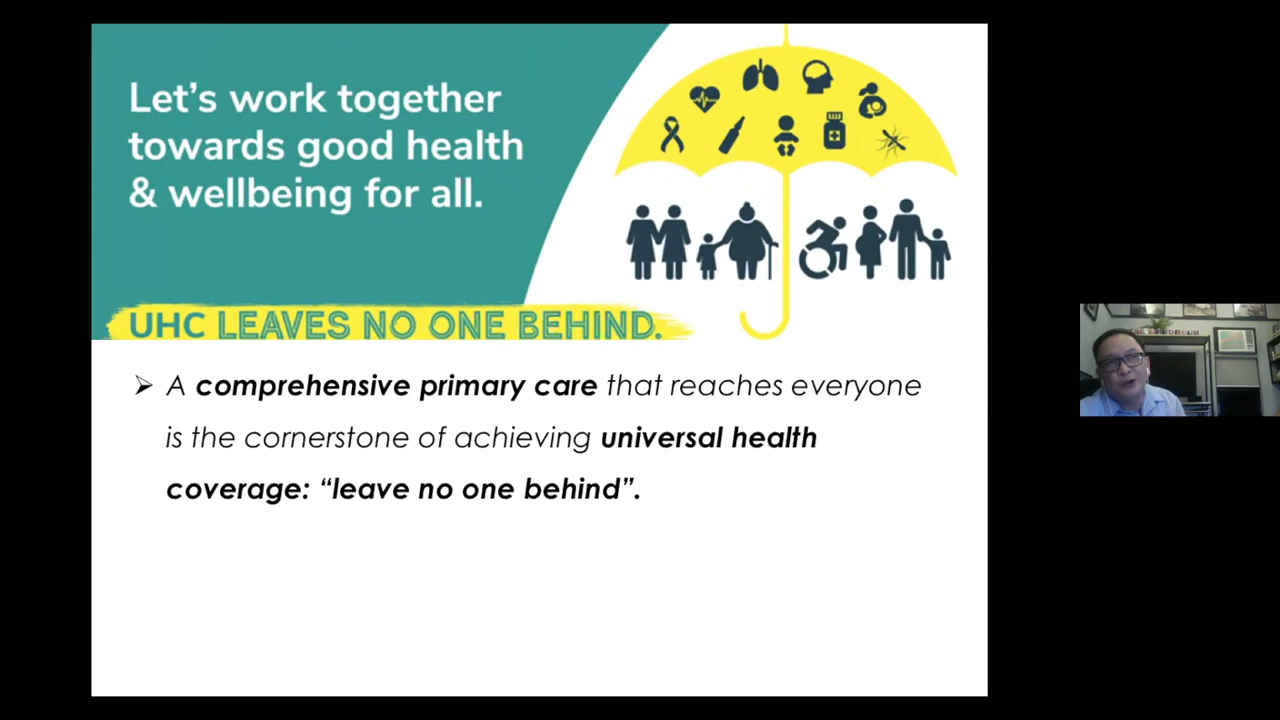 Let's work together
towards good health
& wellbeing for all.
UHC LEAVES NO ONE BEHIND.
➢ A comprehensive primary care that reaches everyone
is the cornerstone of achieving universal health
coverage: “leave no one behind”.